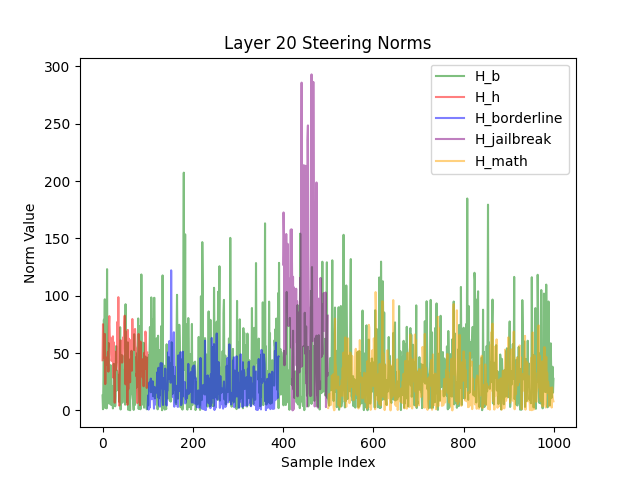 Layer 20 Steering Norms
300
250
200
150
100
50
0
Norm Value
H_b
H_h
H_borderline
H_jailbreak
H_math
0 200 400 600 800 1000
Sample Index